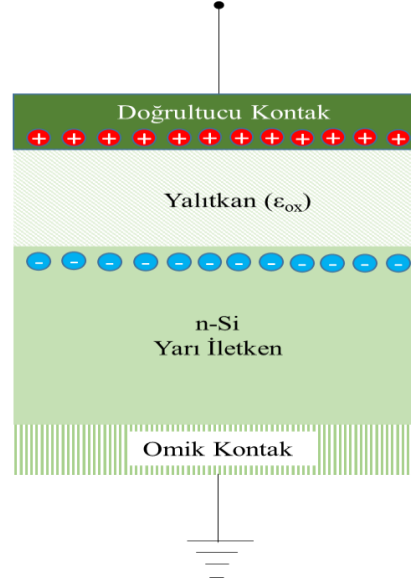 Doğrultucu Kontak
+ + + + + + + + + + +
Yalıtkan (εox)
- - - - - - - - - - -
n-Si
Yarı İletken
Omik Kontak